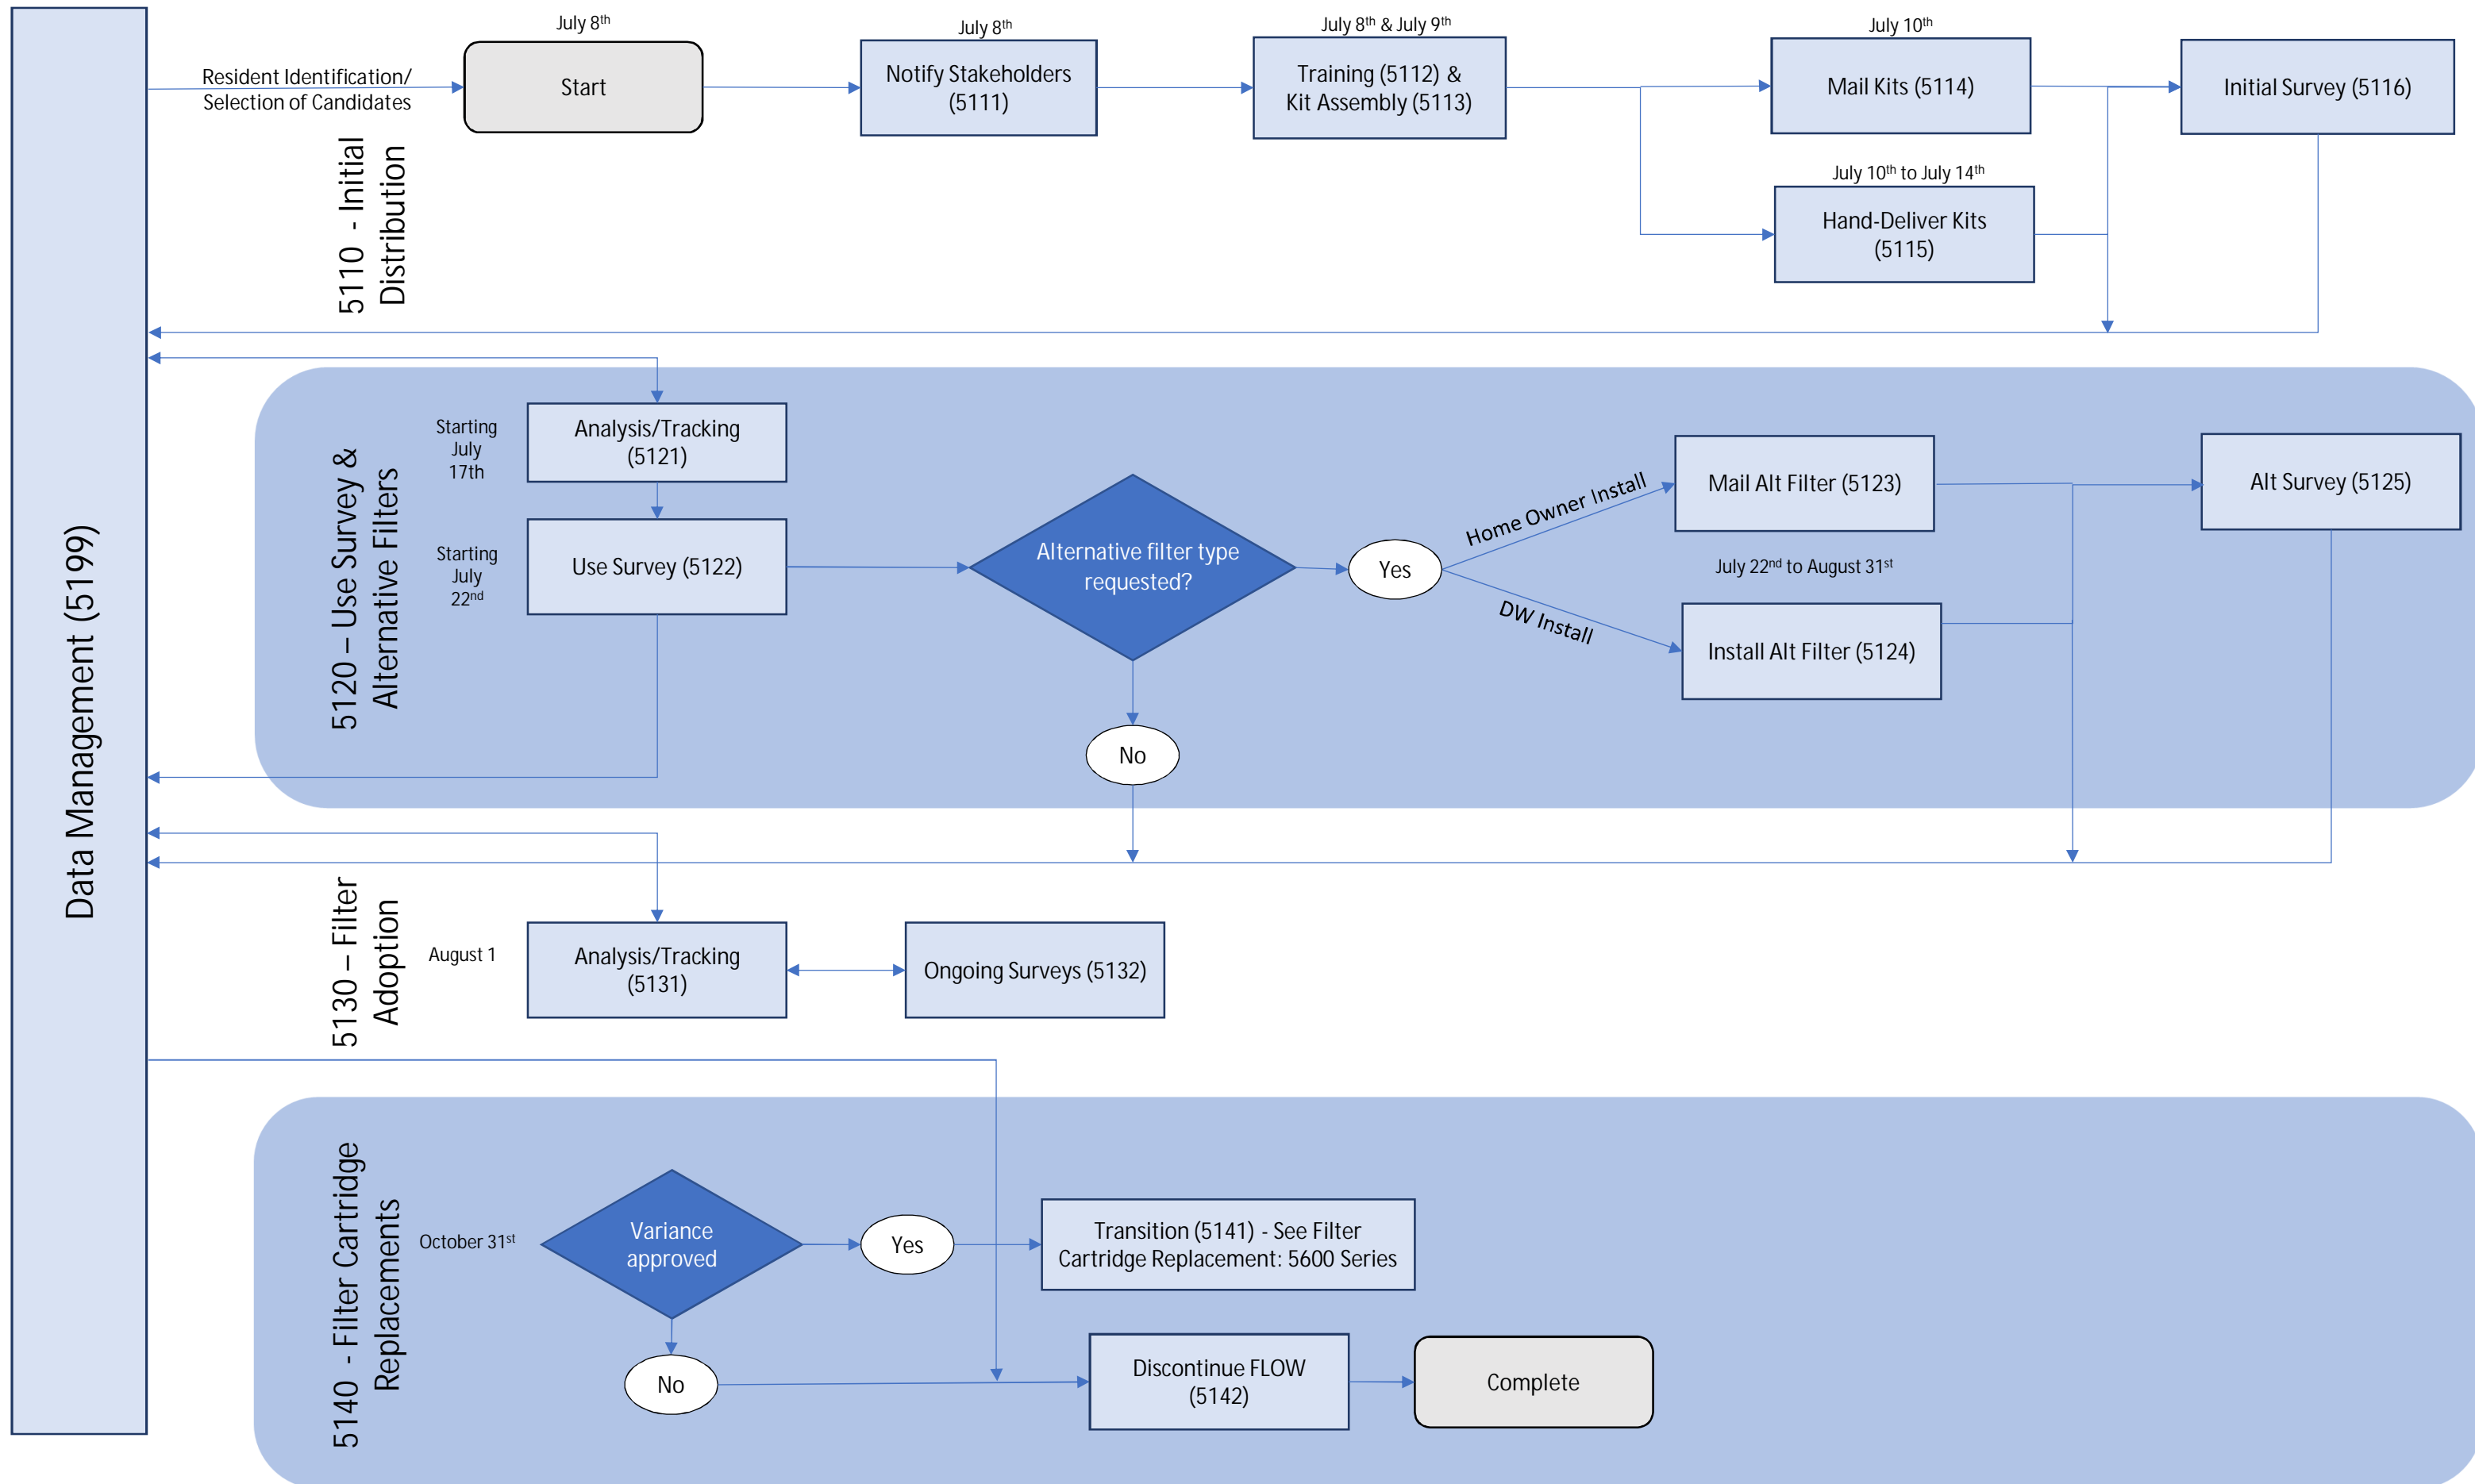 Data Management (5199)
Resident Identification/
Selection of Candidates
5110 - Initial
Distribution
July 8th
Start
July 8th
Notify Stakeholders
(5111)
July 8th & July 9th
Training (5112) &
Kit Assembly (5113)
July 10th
Mail Kits (5114)
July 10th to July 14th
Hand-Deliver Kits
(5115)
Initial Survey (5116)
5120 – Use Survey &
Alternative Filters
Starting
July
17th
Analysis/Tracking
(5121)
Starting
July
22nd
Use Survey (5122)
Alternative filter type
requested?
Yes
No
Home Owner Install
DW Install
Mail Alt Filter (5123)
July 22nd to August 31st
Install Alt Filter (5124)
Alt Survey (5125)
5130 – Filter
Adoption
August 1
Analysis/Tracking
(5131)
Ongoing Surveys (5132)
5140 - Filter Cartridge
Replacements
October 31st
Variance
approved
Yes
Transition (5141) - See Filter
Cartridge Replacement: 5600 Series
No
Discontinue FLOW
(5142)
Complete